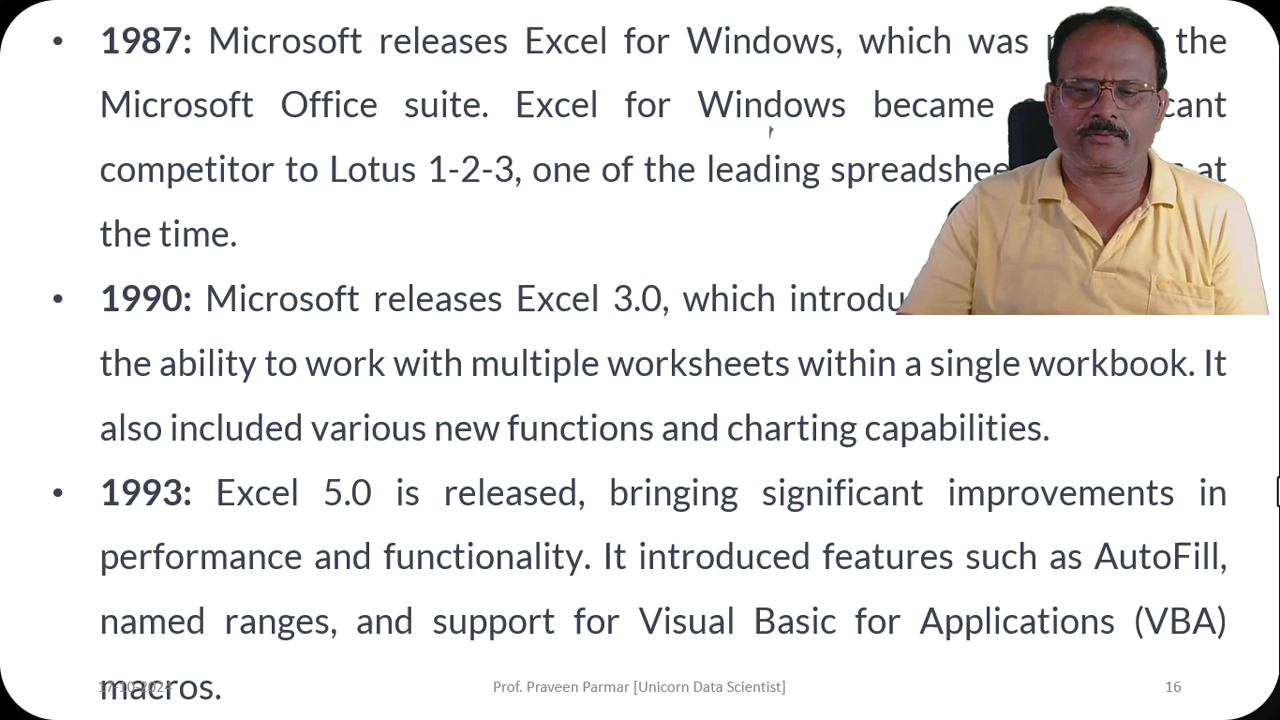 • 1987: Microsoft releases Excel for Windows, which was the
Microsoft Office suite. Excel for Windows became
competitor to Lotus 1-2-3, one of the leading at
the time.
• 1990: Microsoft releases Excel 3.0, which
the ability to work with multiple worksheets within a single workbook. It
also included various new functions and charting capabilities.
• 1993: Excel 5.0 is released, bringing significant improvements in
performance and functionality. It introduced features such as AutoFill,
named ranges, and support for Visual Basic for Applications (VBA)
macros.
17-10-2024 Prof. Praveen Parmar [Unicorn Data Scientist] 16